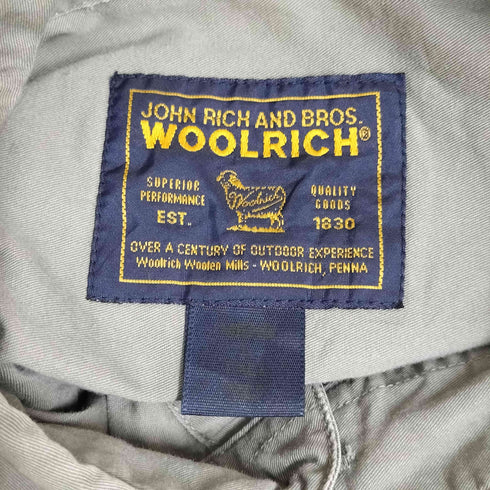 JOHN RICH AND BROS.
WOOLRICH®
SUPERIOR
PERFORMANCE
EST.
Woolrich
QUALITY
GOODS
1830
OVER A CENTURY OF OUTDOOR EXPERIENCE
Woolrich Woolen Mills - WOOLRICH, PENNA